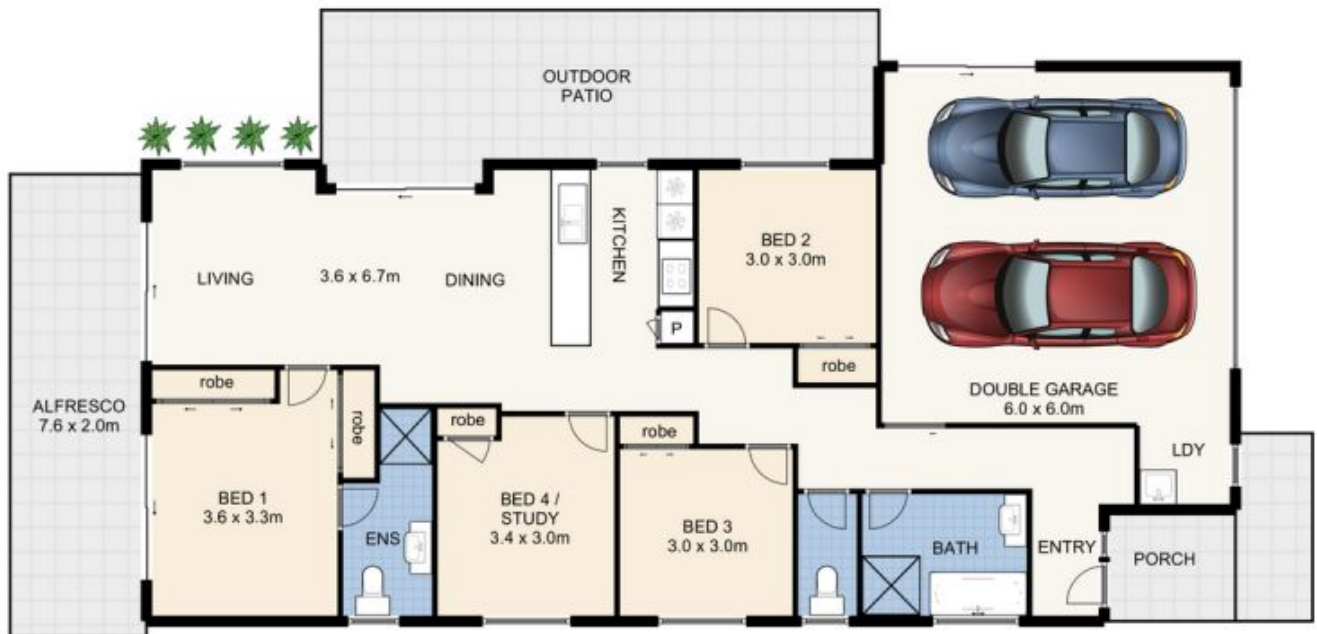 OUTDOOR
PATIO
KITCHEN
BED 2
3.0 x 3.0m
LIVING
3.6 x 6.7m
DINING
P
robe
DOUBLE GARAGE
6.0 x 6.0m
ALFRESCO
7.6 x 2.0m
robe
robe
robe
robe
LDY
BED 1
3.6 x 3.3m
BED 4 /
STUDY
3.4 x 3.0m
BED 3
3.0 x 3.0m
ENS
BATH
ENTRY
PORCH